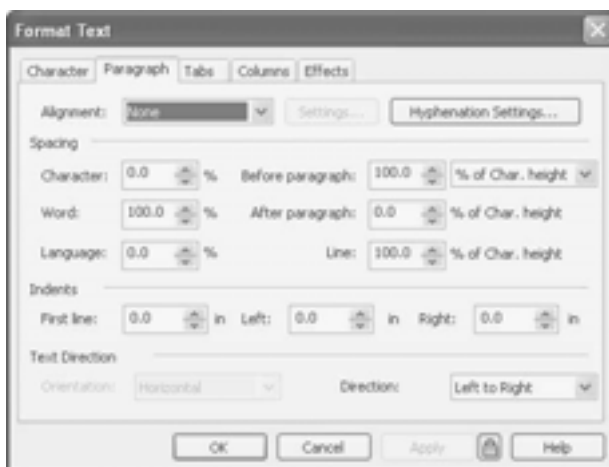 Format Text
Character Paragraph Tabs Columns Effects
Alignment: None Settings... Hyphenation Settings...
Spacing
Character: 0.0 % Before paragraph: 100.0 % of Char. height
Word: 100.0 % After paragraph: 0.0 % of Char. height
Language: 0.0 % Line: 100.0 % of Char. height
Indents
First line: 0.0 in Left: 0.0 in Right: 0.0 in
Text Direction
Orientation: Horizontal Direction: Left to Right
OK Cancel Apply Help